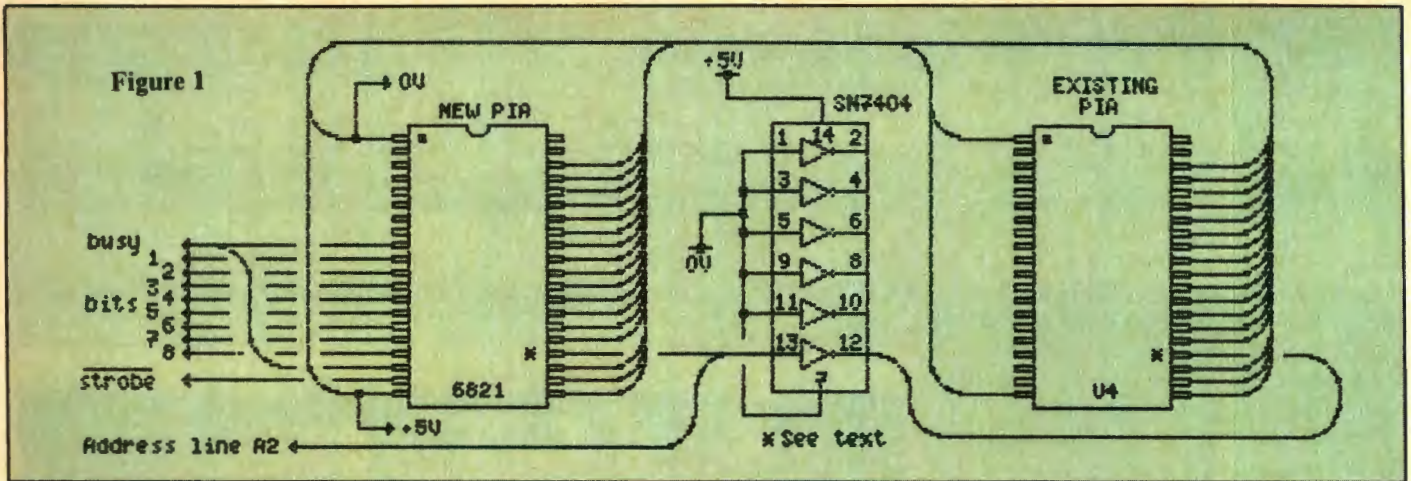 Figure 1
0V
NEW PIA
6821
+5V
busy
bits
1
2
3
4
5
6
7
8
strobe
Address line A2
+5V
SN7404
14
1 2
3 4
5 6
9 8
11 10
13 12
7
0V
* See text
EXISTING
PIA
*
*
U4